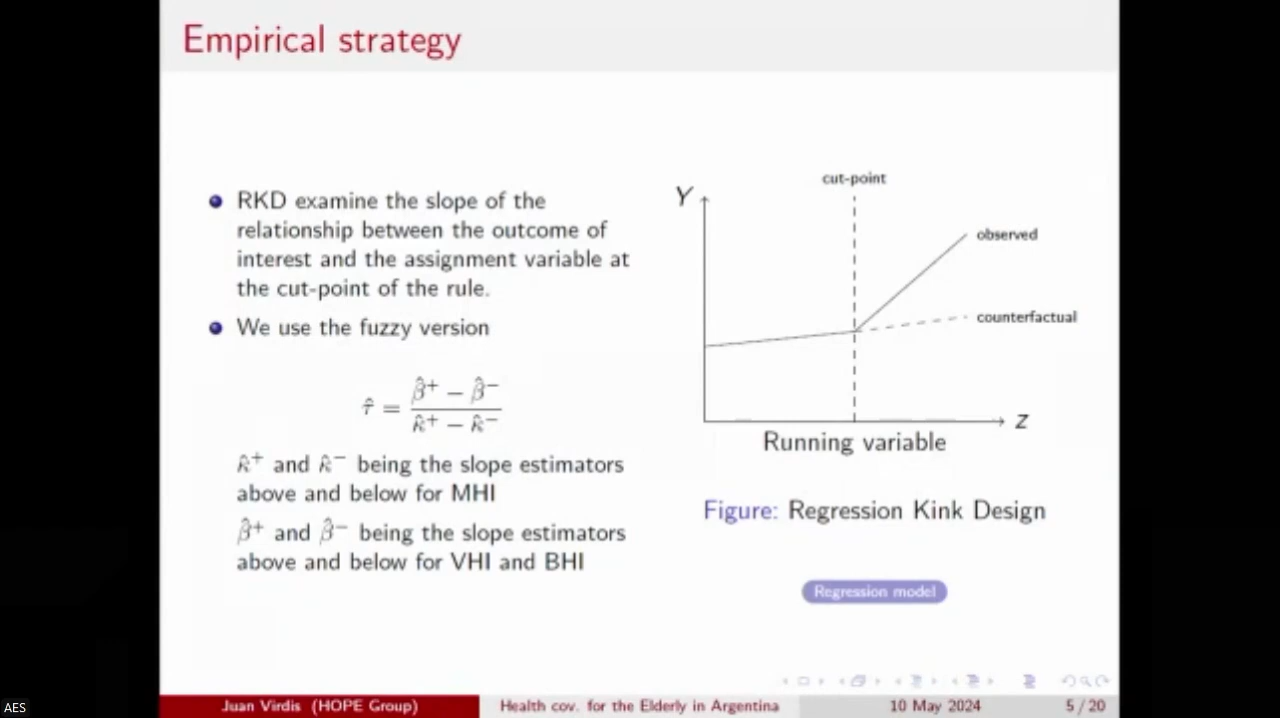 Empirical strategy
RKD examine the slope of the
relationship between the outcome of
interest and the assignment variable at
the cut-point of the rule.
We use the fuzzy version
τ̂ = (β̂⁺ − β̂⁻) / (κ̂⁺ − κ̂⁻)
κ̂⁺ and κ̂⁻ being the slope estimators
above and below for MHI
β̂⁺ and β̂⁻ being the slope estimators
above and below for VHI and BHI
cut-point
Y
observed
counterfactual
Z
Running variable
Figure: Regression Kink Design
Regression model
AES
Juan Virdis (HOPE Group)
Health cov. for the Elderly in Argentina
10 May 2024
5 / 20